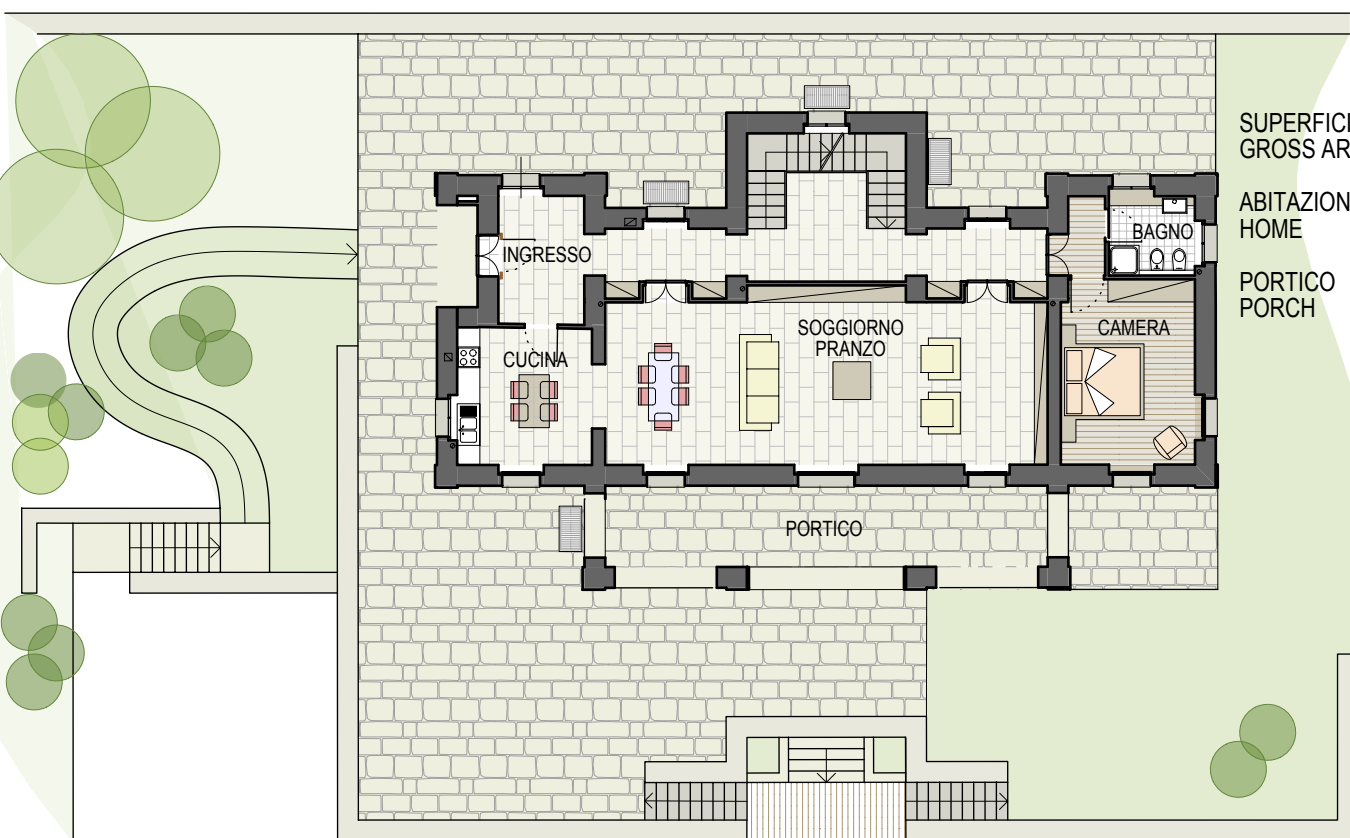 SUPERFICI
GROSS AR
ABITAZION
HOME
PORTICO
PORCH
INGRESSO
BAGNO
CUCINA
SOGGIORNO
PRANZO
CAMERA
PORTICO